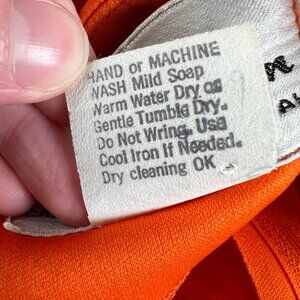 HAND or MACHINE
WASH Mild Soap
Warm Water Dry or
Gentle Tumble Dry.
Do Not Wring. Use
Cool Iron If Needed.
Dry cleaning OK